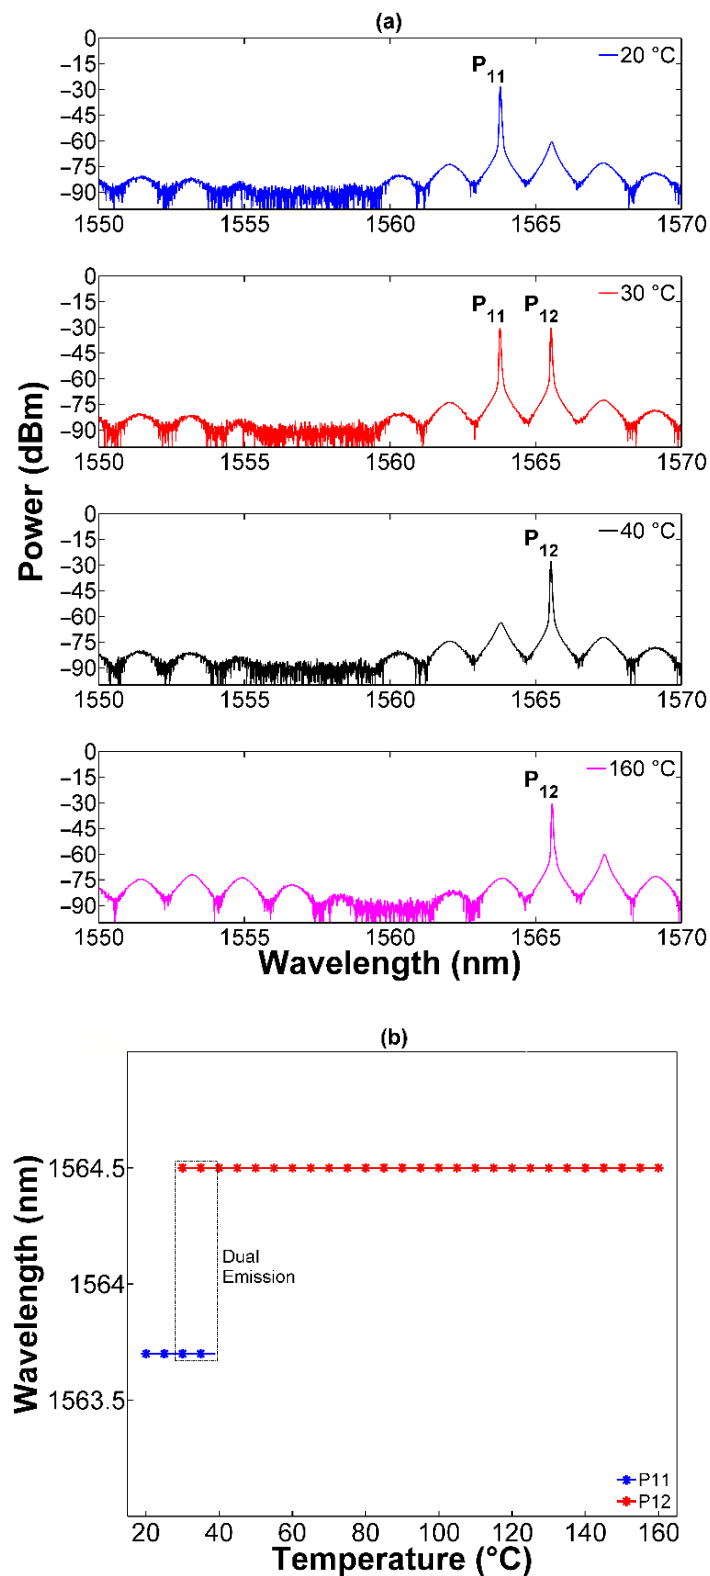 (a)
0
−15
−30
−45
−60
−75
−90
P11
20 °C
1550 1555 1560 1565 1570
0
−15
−30
−45
−60
−75
−90
P11 P12
30 °C
1550 1555 1560 1565 1570
Power (dBm)
0
−15
−30
−45
−60
−75
−90
P12
40 °C
1550 1555 1560 1565 1570
0
−15
−30
−45
−60
−75
−90
P12
160 °C
1550 1555 1560 1565 1570
Wavelength (nm)
(b)
Wavelength (nm)
1564.5
1564
1563.5
Dual
Emission
P11
P12
20 40 60 80 100 120 140 160
Temperature (°C)